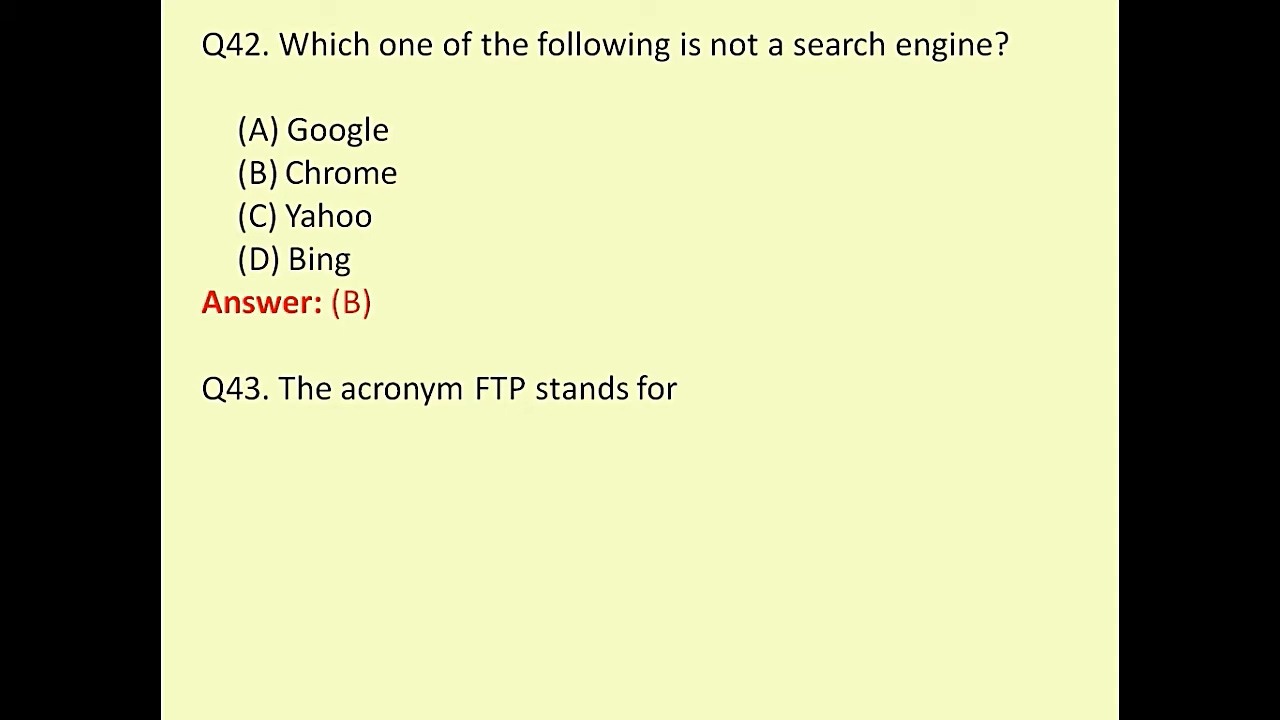 Q42. Which one of the following is not a search engine?
(A) Google
(B) Chrome
(C) Yahoo
(D) Bing
Answer: (B)
Q43. The acronym FTP stands for